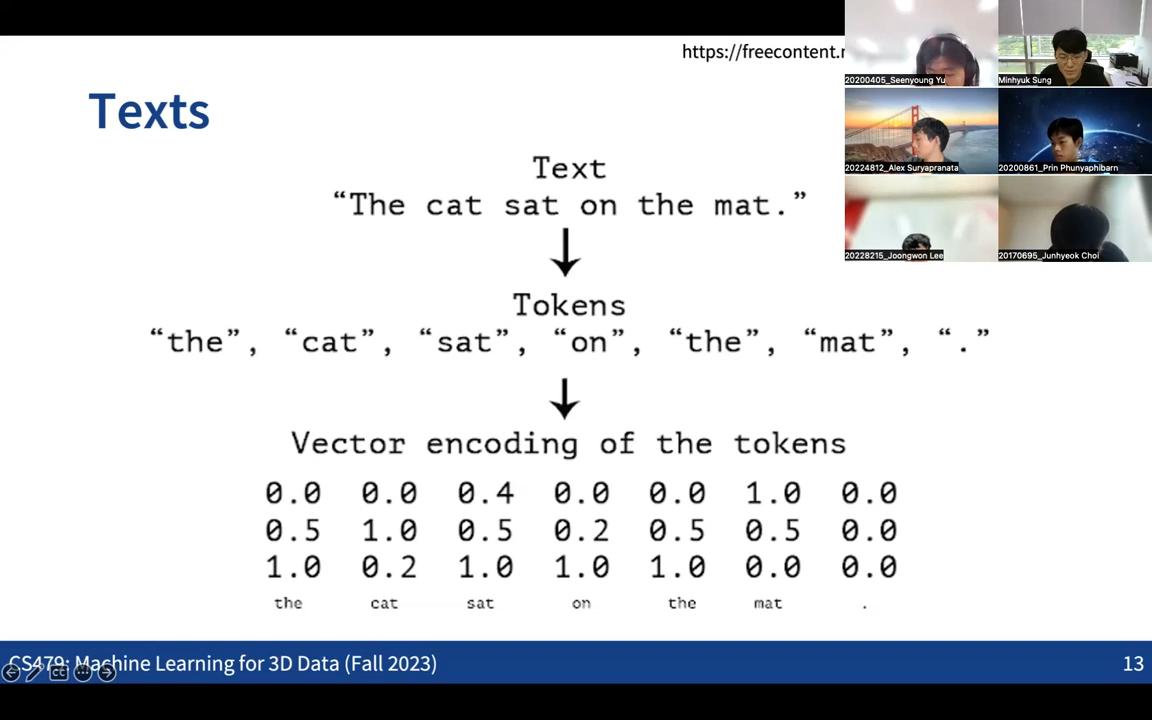 https://freecontent.
Texts
Text
“The cat sat on the mat.”
Tokens
“the”, “cat”, “sat”, “on”, “the”, “mat”, “.”
Vector encoding of the tokens
0.0 0.0 0.4 0.0 0.0 1.0 0.0
0.5 1.0 0.5 0.2 0.5 0.5 0.0
1.0 0.2 1.0 1.0 1.0 0.0 0.0
the cat sat on the mat .
CS479: Machine Learning for 3D Data (Fall 2023)
13
20200405_Seenyoung Yu
Minhyuk Sung
20224812_Alex Suryapranata
20200861_Prin Phunyaphibarn
20228215_Joongwon Lee
20170695_Junhyeok Choi
CC